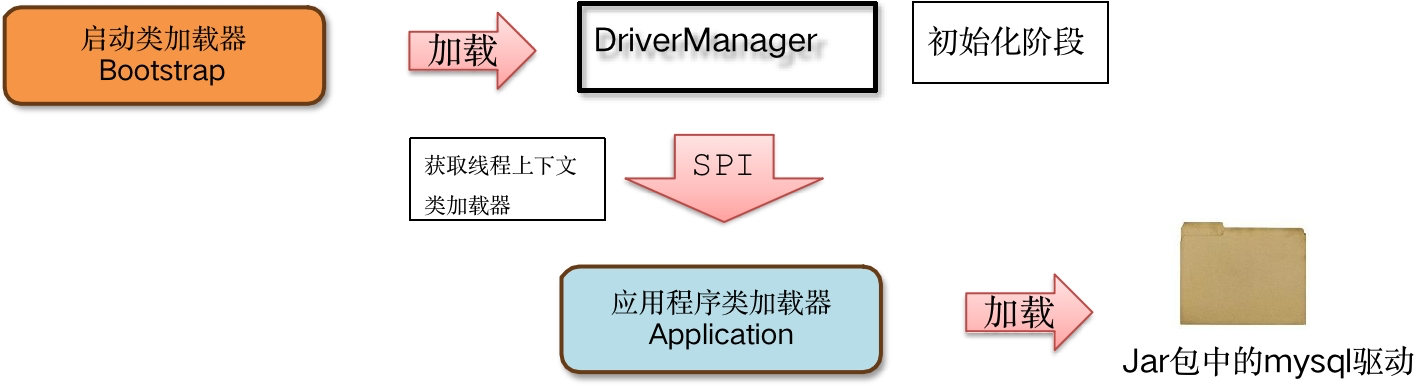 启动类加载器
Bootstrap
加载
DriverManager
初始化阶段
获取线程上下文
类加载器
SPI
应用程序类加载器
Application
加载
Jar包中的mysql驱动